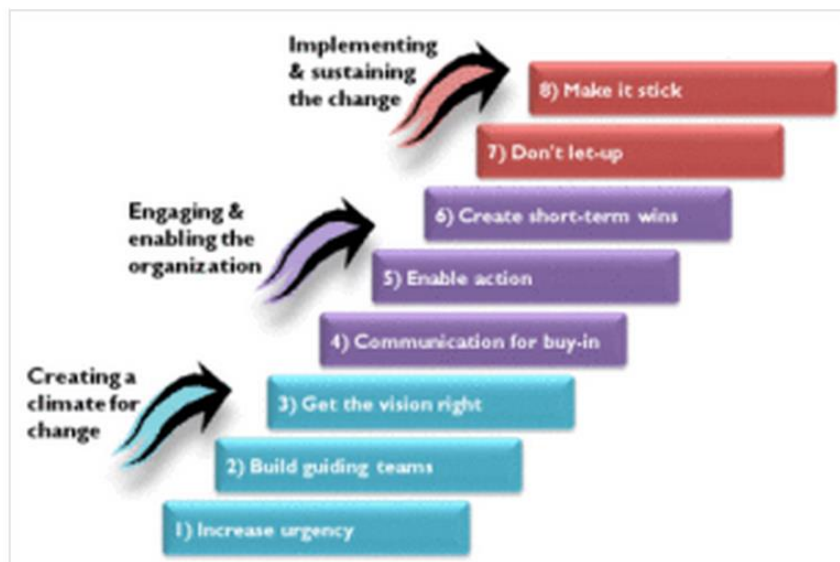 Implementing
& sustaining
the change
8) Make it stick
7) Don't let-up
Engaging &
enabling the
organization
6) Create short-term wins
5) Enable action
4) Communication for buy-in
Creating a
climate for
change
3) Get the vision right
2) Build guiding teams
1) Increase urgency